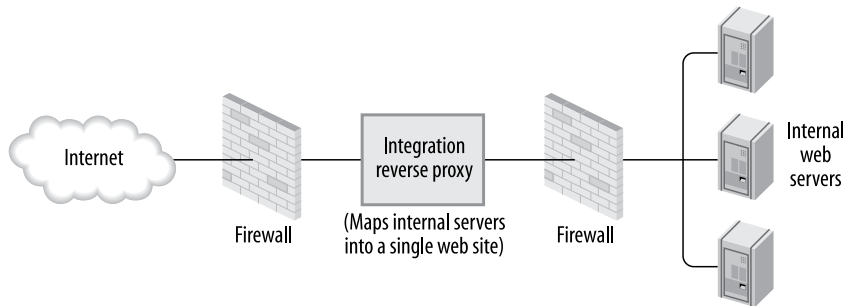 Internet
Firewall
Integration
reverse proxy
(Maps internal servers
into a single web site)
Firewall
Internal
web
servers